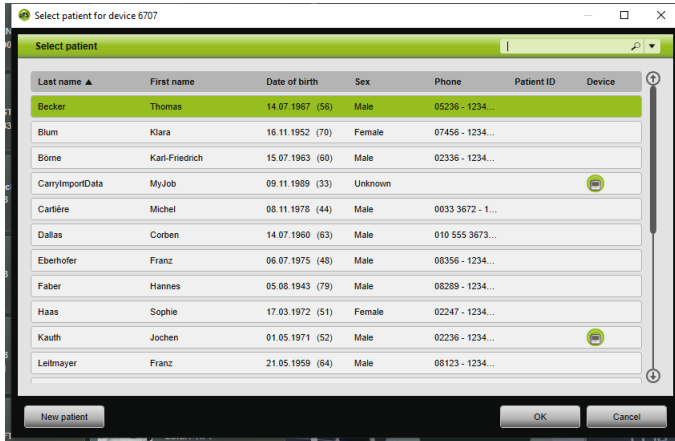 Select patient for device 6707
Select patient
Last name ▲ First name Date of birth Sex Phone Patient ID Device
Becker Thomas 14.07.1967 (56) Male 05236 - 1234...
Blum Klara 16.11.1952 (70) Female 07456 - 1234...
Börne Karl-Friedrich 15.07.1963 (60) Male 02336 - 1234...
CarryImportData MyJob 09.11.1989 (33) Unknown
Cartiére Michel 08.11.1978 (44) Male 0033 3672 - 1...
Dallas Corben 14.07.1960 (63) Male 010 555 3673...
Eberhofer Franz 06.07.1975 (48) Male 08356 - 1234...
Faber Hannes 05.08.1943 (79) Male 08289 - 1234...
Haas Sophie 17.03.1972 (51) Female 02247 - 1234...
Kauth Jochen 01.05.1971 (52) Male 02236 - 1234...
Leitmayer Franz 21.05.1959 (64) Male 08123 - 1234...
New patient OK Cancel